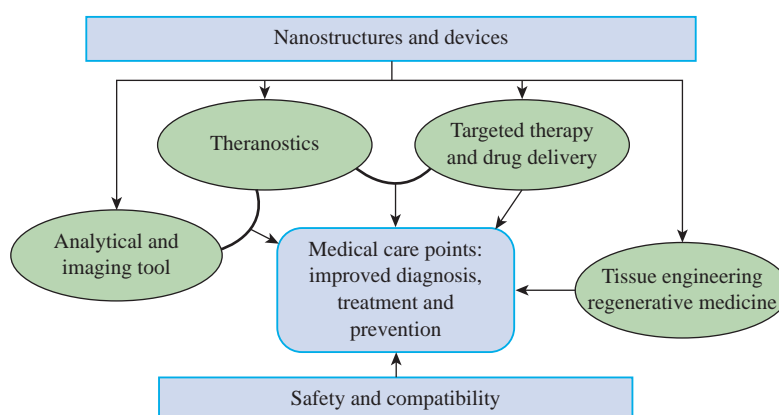 Nanostructures and devices
Theranostics
Targeted therapy
and drug delivery
Analytical and
imaging tool
Medical care points:
improved diagnosis,
treatment and
prevention
Tissue engineering
regenerative medicine
Safety and compatibility